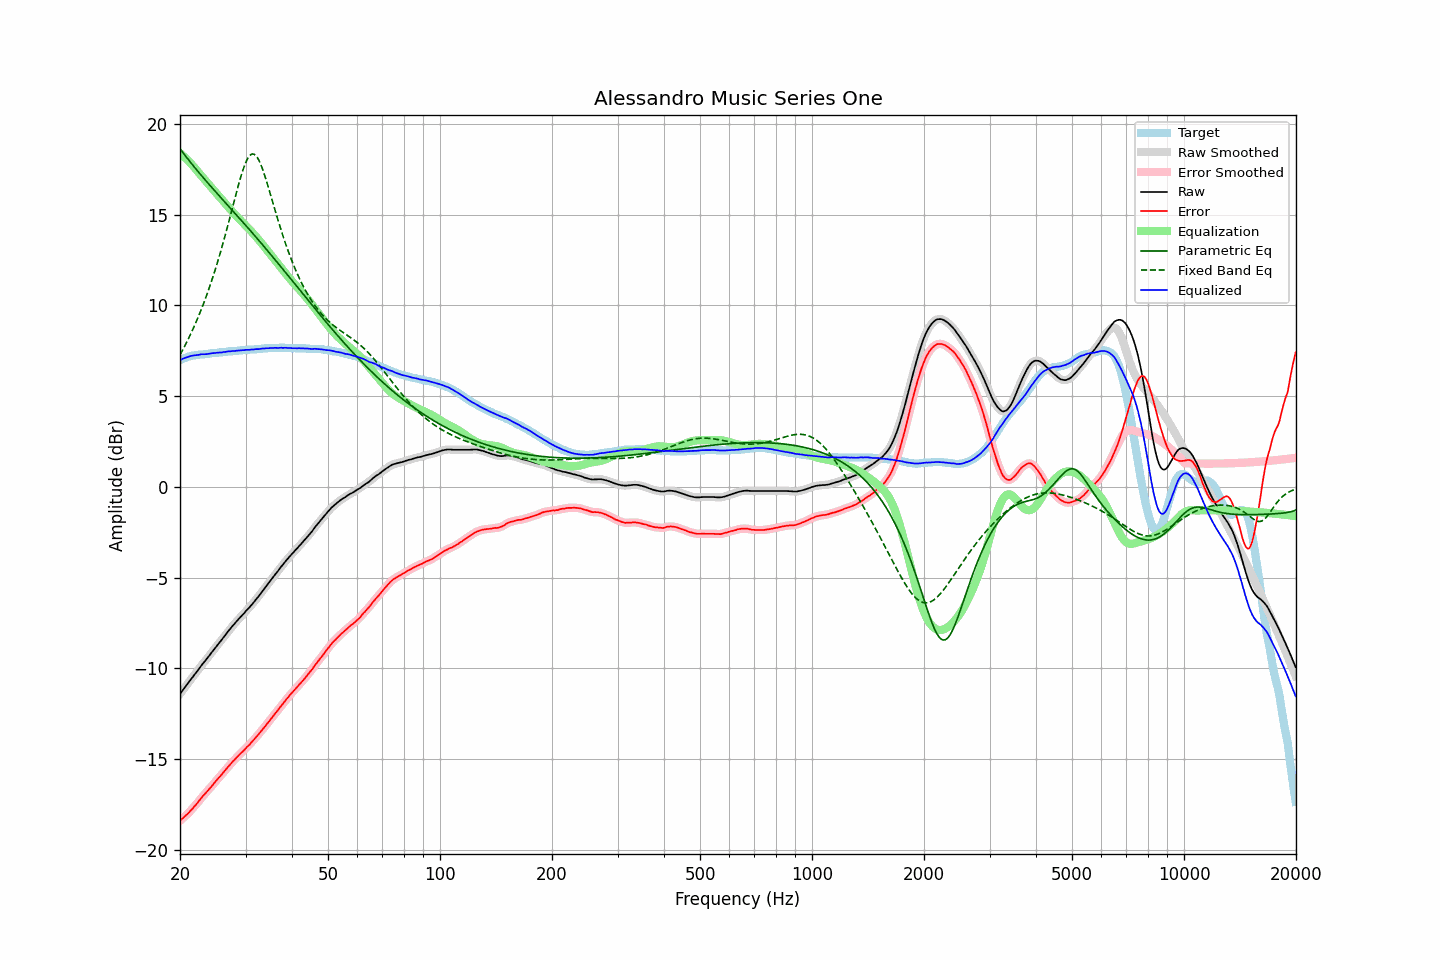 Alessandro Music Series One
Target
Raw Smoothed
Error Smoothed
Raw
Error
Equalization
Parametric Eq
Fixed Band Eq
Equalized
20
15
10
5
0
−5
−10
−15
−20
Amplitude (dBr)
20 50 100 200 500 1000 2000 5000 10000 20000
Frequency (Hz)